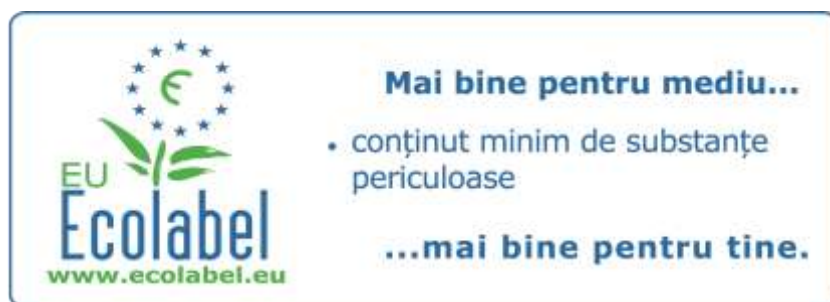 Mai bine pentru mediu...
• conținut minim de substanțe
periculoase
...mai bine pentru tine.
EU
Ecolabel
www.ecolabel.eu